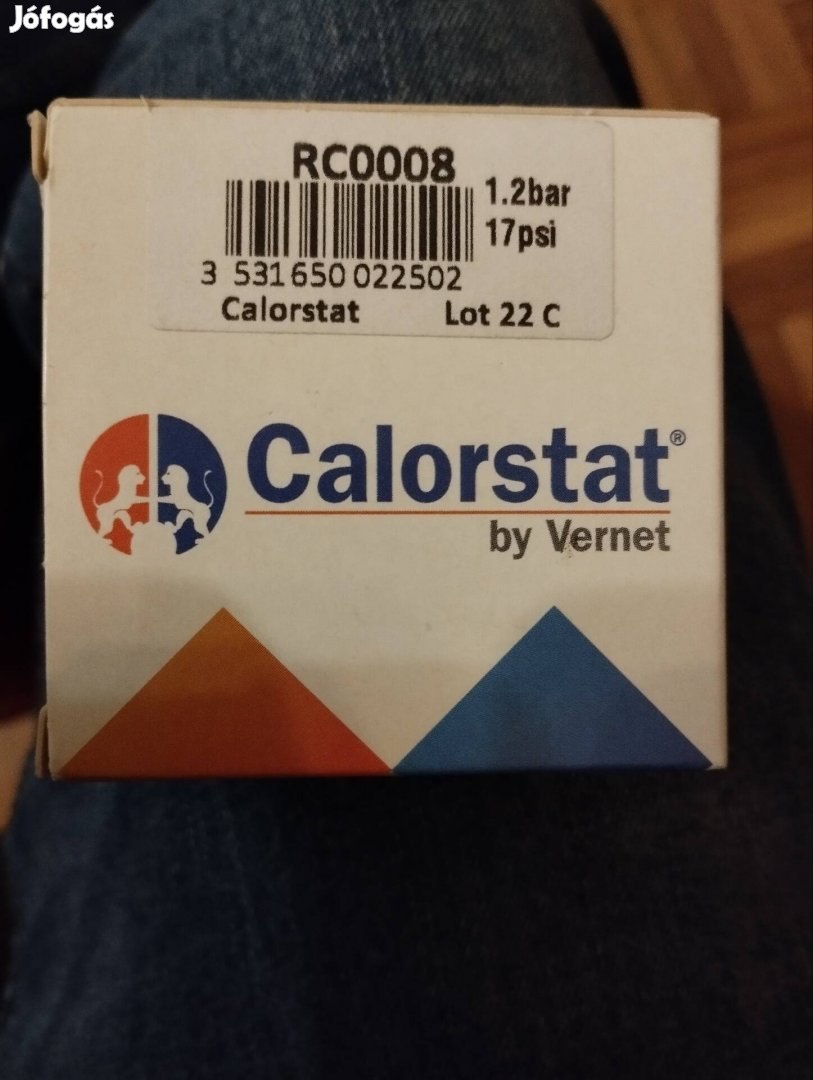 Jófogás
RC0008
1.2bar
17psi
3 531650 022502
Calorstat Lot 22 C
Calorstat®
by Vernet